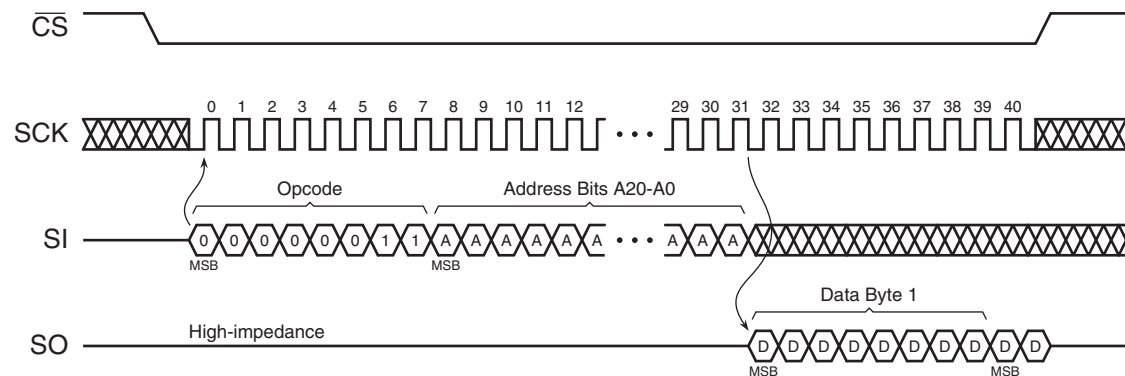 CS
0 1 2 3 4 5 6 7 8 9 10 11 12 29 30 31 32 33 34 35 36 37 38 39 40
SCK
Opcode Address Bits A20-A0
SI 0 0 0 0 0 0 1 1 A A A A A A A A A
MSB MSB
Data Byte 1
High-impedance
SO D D D D D D D D D D
MSB MSB